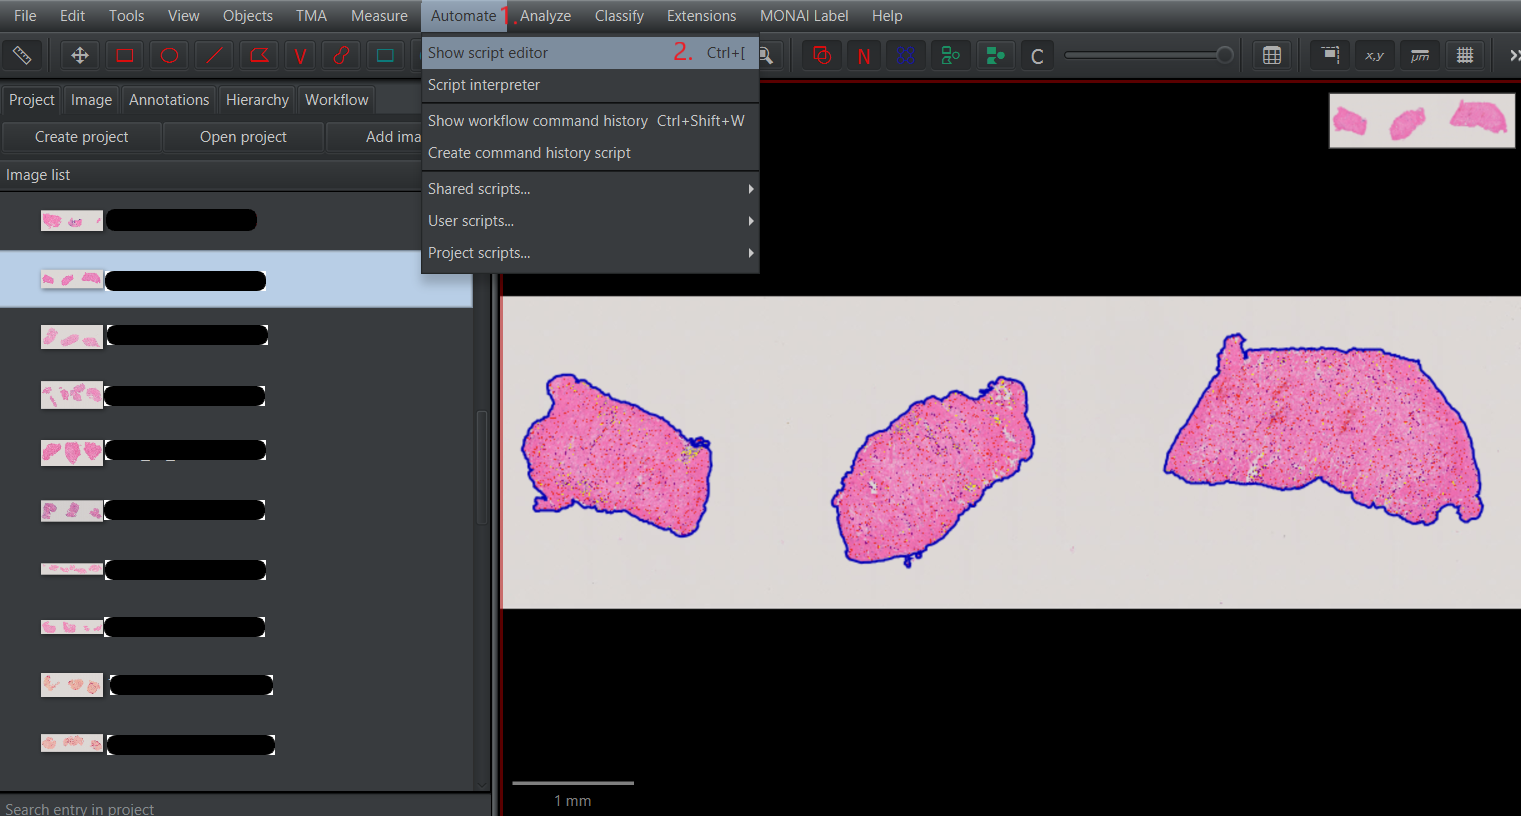 File Edit Tools View Objects TMA Measure Automate 1. Analyze Classify Extensions MONAI Label Help
Show script editor 2. Ctrl+[
N C x,y μm »
Script interpreter
Project Image Annotations Hierarchy Workflow
Show workflow command history Ctrl+Shift+W
Create project Open project Add ima
Create command history script
Image list
Shared scripts...
User scripts...
Project scripts...
1 mm
Search entry in project